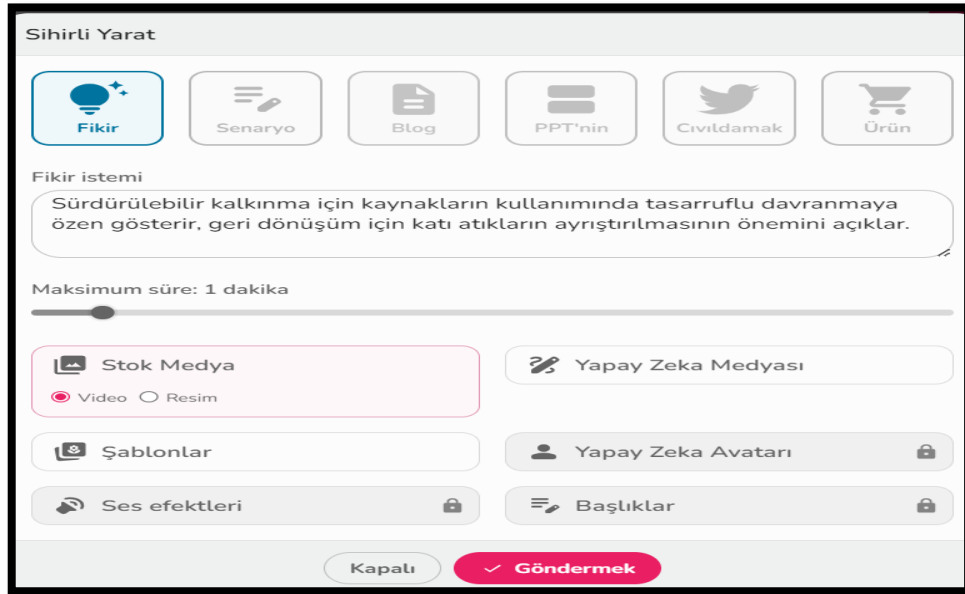 Sihirli Yarat
Fikir
Senaryo
Blog
PPT'nin
Cıvıldamak
Ürün
Fikir istemi
Sürdürülebilir kalkınma için kaynakların kullanımında tasarruflu davranmaya
özen gösterir, geri dönüşüm için katı atıkların ayrıştırılmasının önemini açıklar.
Maksimum süre: 1 dakika
Stok Medya
Video
Resim
Yapay Zeka Medyası
Şablonlar
Yapay Zeka Avatarı
Ses efektleri
Başlıklar
Kapalı
Göndermek